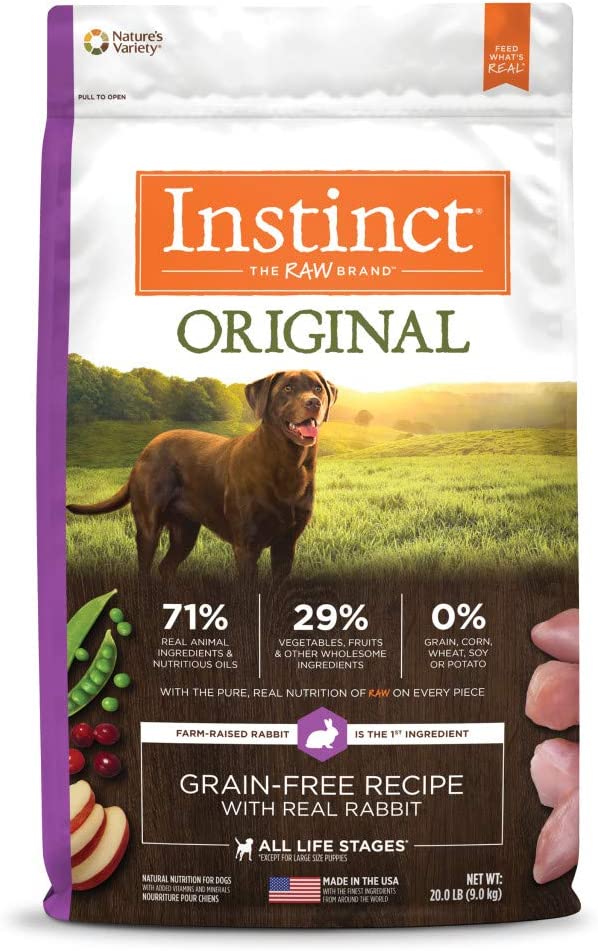 Nature's
Variety®
FEED
WHAT'S
REAL™
PULL TO OPEN
Instinct®
THE RAW BRAND™
ORIGINAL
71%
REAL ANIMAL
INGREDIENTS &
NUTRITIOUS OILS
29%
VEGETABLES, FRUITS
& OTHER WHOLESOME
INGREDIENTS
0%
GRAIN, CORN,
WHEAT, SOY
OR POTATO
WITH THE PURE, REAL NUTRITION OF RAW ON EVERY PIECE
FARM-RAISED RABBIT IS THE 1ST INGREDIENT
GRAIN-FREE RECIPE
WITH REAL RABBIT
ALL LIFE STAGES*
*EXCEPT FOR LARGE SIZE PUPPIES
NATURAL NUTRITION FOR DOGS
WITH ADDED VITAMINS AND MINERALS
NOURRITURE POUR CHIENS
MADE IN THE USA
WITH THE FINEST INGREDIENTS
FROM AROUND THE WORLD
NET WT:
20.0 LB (9.0 kg)